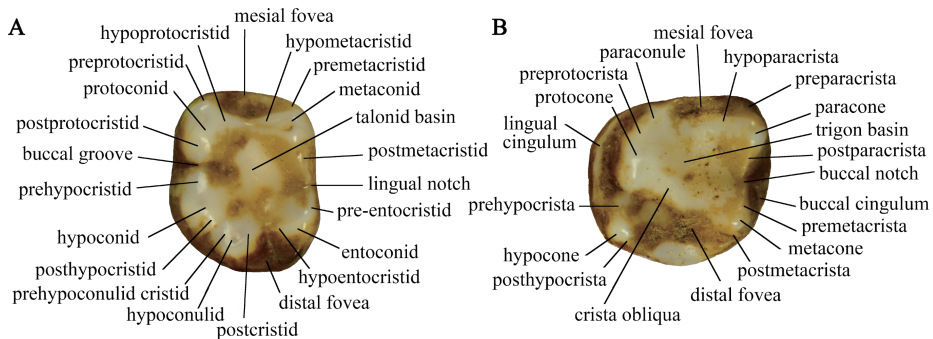 A
mesial fovea
hypoprotocristid
hypometacristid
preprotocristid
premetacristid
protoconid
metaconid
postprotocristid
talonid basin
buccal groove
postmetacristid
prehypocristid
lingual notch
pre-entocristid
hypoconid
entoconid
posthypocristid
hypoentocristid
prehypoconulid cristid
distal fovea
hypoconulid
postcristid
B
mesial fovea
paraconule
hypoparacrista
preprotocrista
preparacrista
protocone
paracone
lingual
cingulum
trigon basin
postparacrista
buccal notch
prehypocrista
buccal cingulum
premetacrista
hypocone
metacone
posthypocrista
postmetacrista
distal fovea
crista obliqua